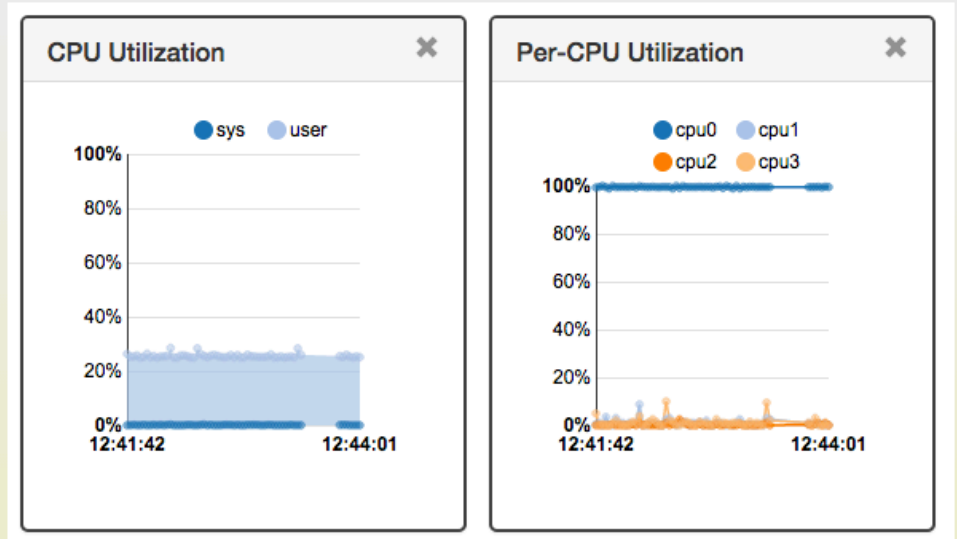 CPU Utilization
sys user
100%
80%
60%
40%
20%
0%
12:41:42 12:44:01
Per-CPU Utilization
cpu0 cpu1
cpu2 cpu3
100%
80%
60%
40%
20%
0%
12:41:42 12:44:01